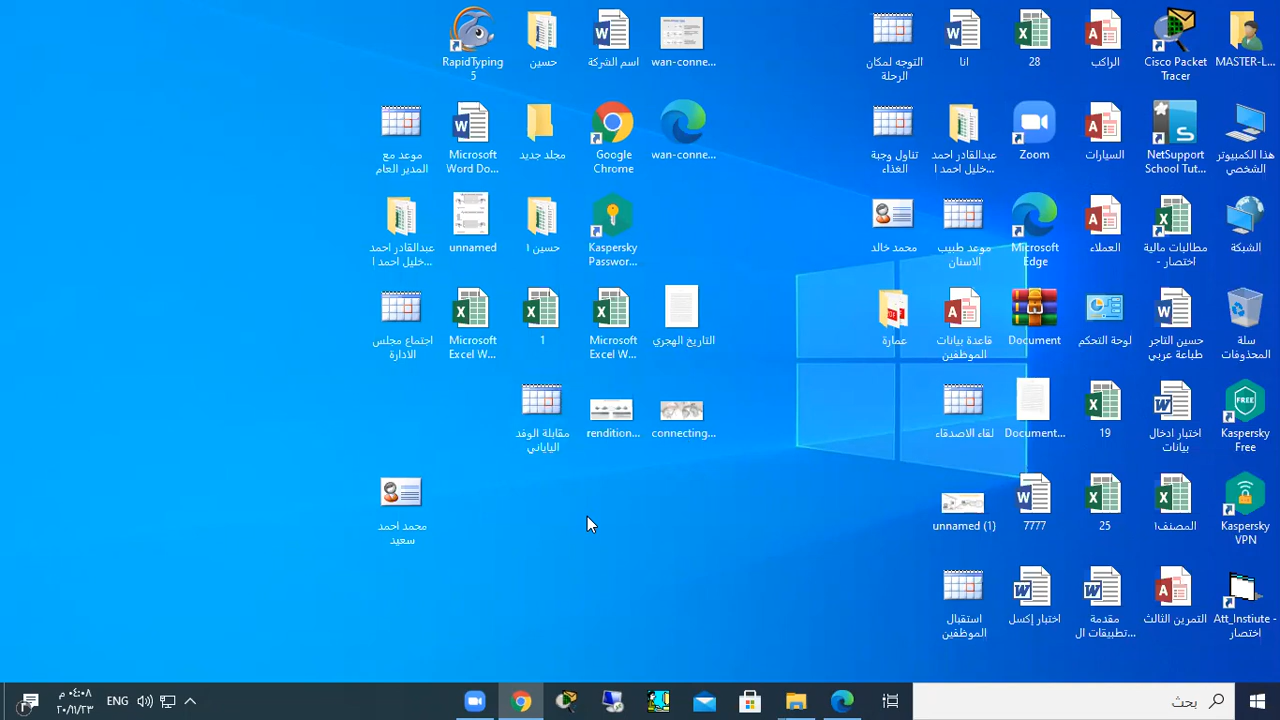 MASTER-L...
هذا الكمبيوتر
الشخصي
الشبكة
سلة
المحذوفات
Kaspersky
Free
Kaspersky
VPN
Att_Instiute -
اختصار
Cisco Packet
Tracer
NetSupport
School Tut...
مطالبات مالية
- اختصار
حسين التاجر
طباعة عربي
اختبار ادخال
بيانات
المصنف١
التمرين الثالث
الراكب
السيارات
العملاء
لوحة التحكم
19
25
مقدمة
تطبيقات ال...
28
Zoom
Microsoft
Edge
Document
Document...
7777
اختبار إكسل
انا
عبدالقادر احمد
خليل احمد ا...
موعد طبيب
الاسنان
قاعدة بيانات
الموظفين
لقاء الاصدقاء
unnamed (1)
استقبال
الموظفين
التوجه لمكان
الرحلة
تناول وجبة
الغذاء
محمد خالد
عمارة
wan-conne...
wan-conne...
التاريخ الهجري
connecting...
اسم الشركة
Google
Chrome
Kaspersky
Passwor...
Microsoft
Excel W...
rendition...
حسين
مجلد جديد
حسين ١
1
مقابلة الوفد
الياباني
RapidTyping
5
Microsoft
Word Do...
unnamed
Microsoft
Excel W...
موعد مع
المدير العام
عبدالقادر احمد
خليل احمد ا...
اجتماع مجلس
الادارة
محمد احمد
سعيد
بحث
ENG
٠٤:٠٨ م
٢٠/١١/٢٣